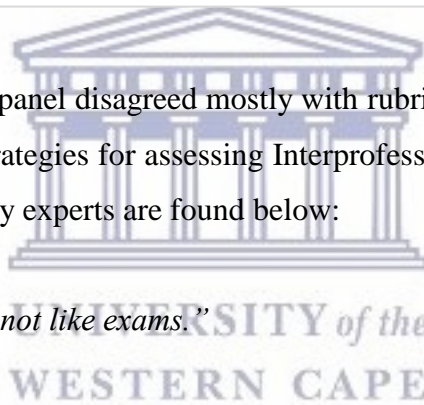 panel disagreed mostly with rubri
rategies for assessing Interprofess
y experts are found below:
not like exams.”
UNIVERSITY of the
WESTERN CAPE